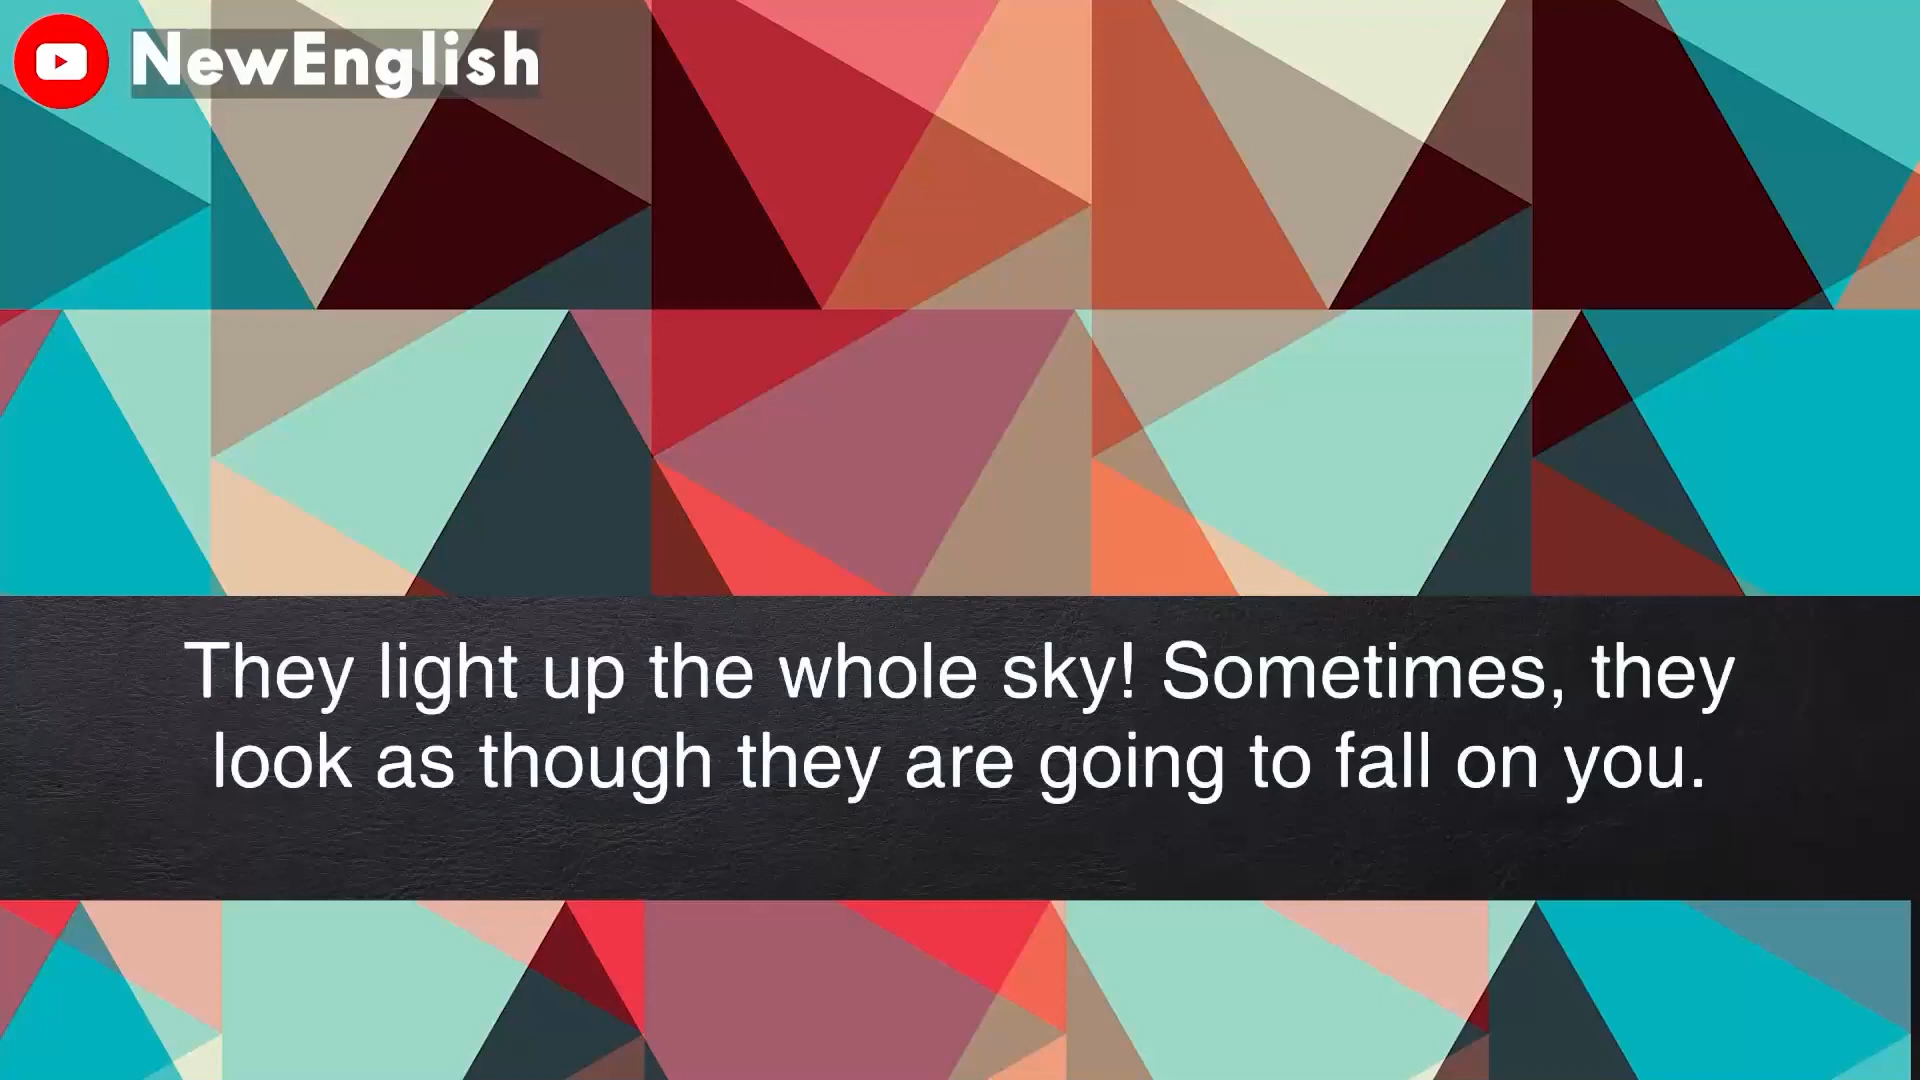 NewEnglish
They light up the whole sky! Sometimes, they
look as though they are going to fall on you.